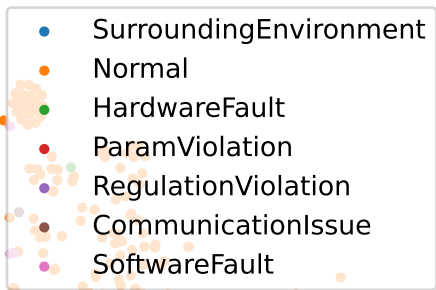 SurroundingEnvironment
Normal
HardwareFault
ParamViolation
RegulationViolation
CommunicationIssue
SoftwareFault